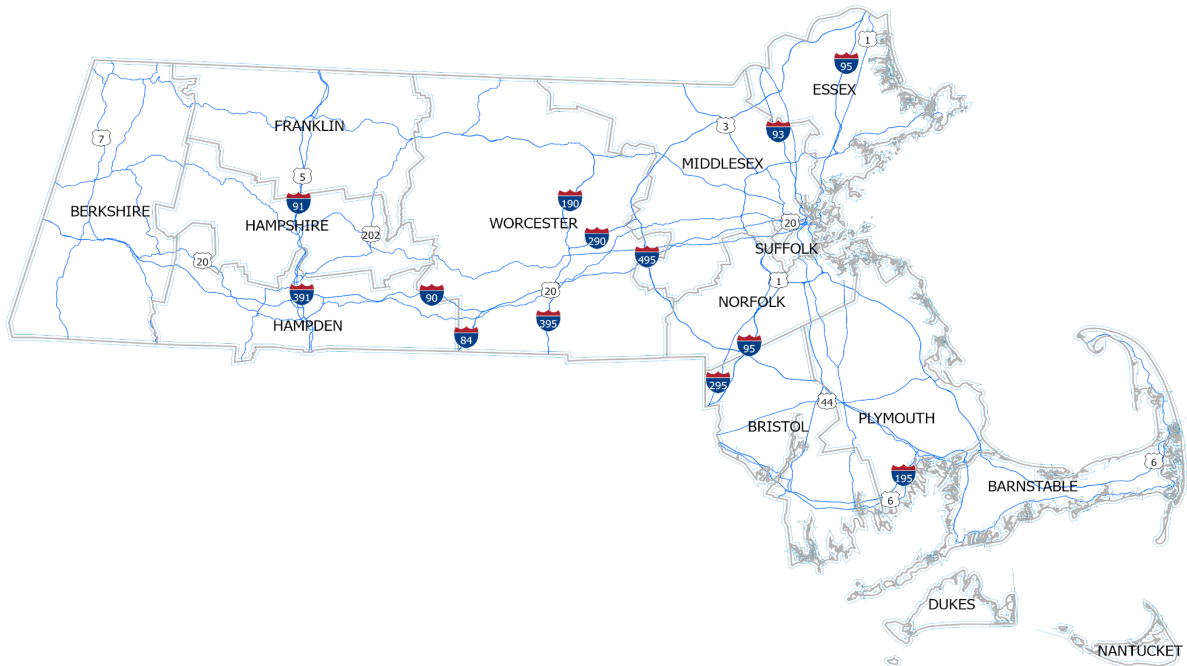 1
95
ESSEX
3
FRANKLIN
93
7
MIDDLESEX
5
190
91
BERKSHIRE
HAMPSHIRE
WORCESTER
20
202
290
SUFFOLK
495
20
1
391
90
20
NORFOLK
HAMPDEN
395
84
95
295
44
BRISTOL
PLYMOUTH
6
195
BARNSTABLE
6
DUKES
NANTUCKET